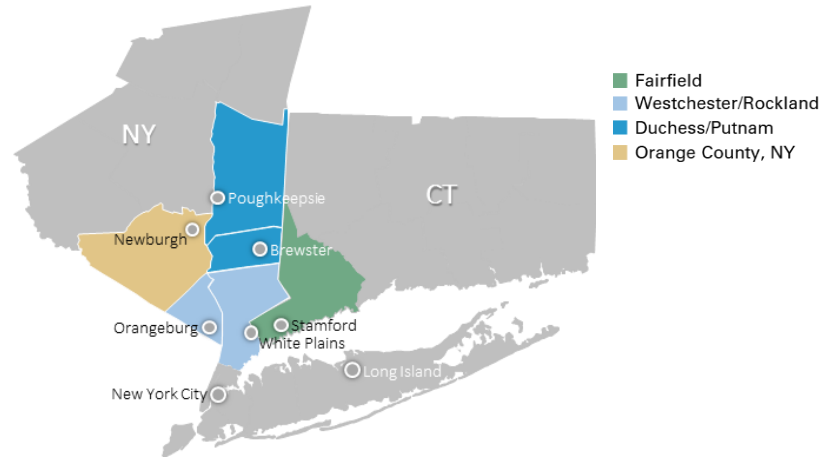 NY
CT
Poughkeepsie
Newburgh
Brewster
Orangeburg
Stamford
White Plains
Long Island
New York City
Fairfield
Westchester/Rockland
Duchess/Putnam
Orange County, NY